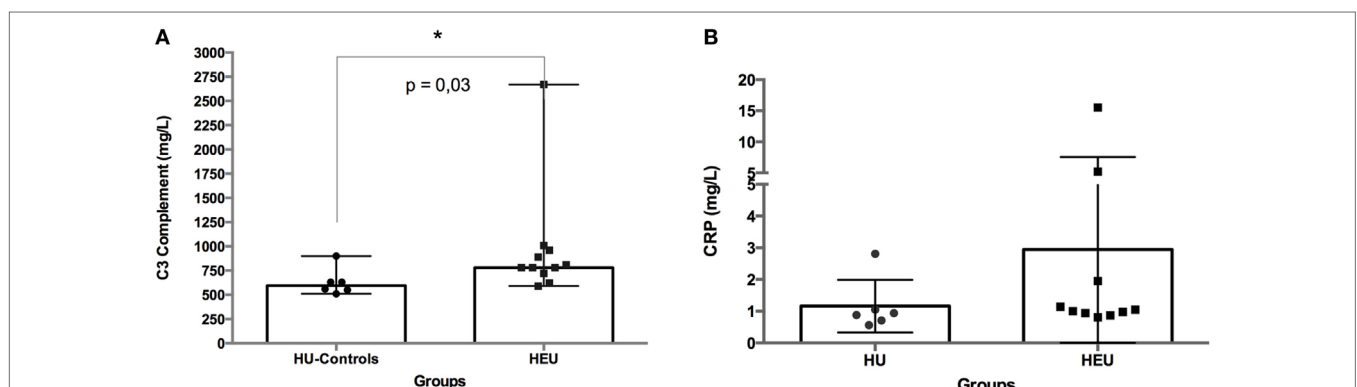 A
*
p = 0,03
C3 Complement (mg/L)
3000
2750
2500
2250
2000
1750
1500
1250
1000
750
500
250
0
HU-Controls HEU
Groups
B
CRP (mg/L)
20
15
10
5
5
4
3
2
1
0
HU HEU
Groups